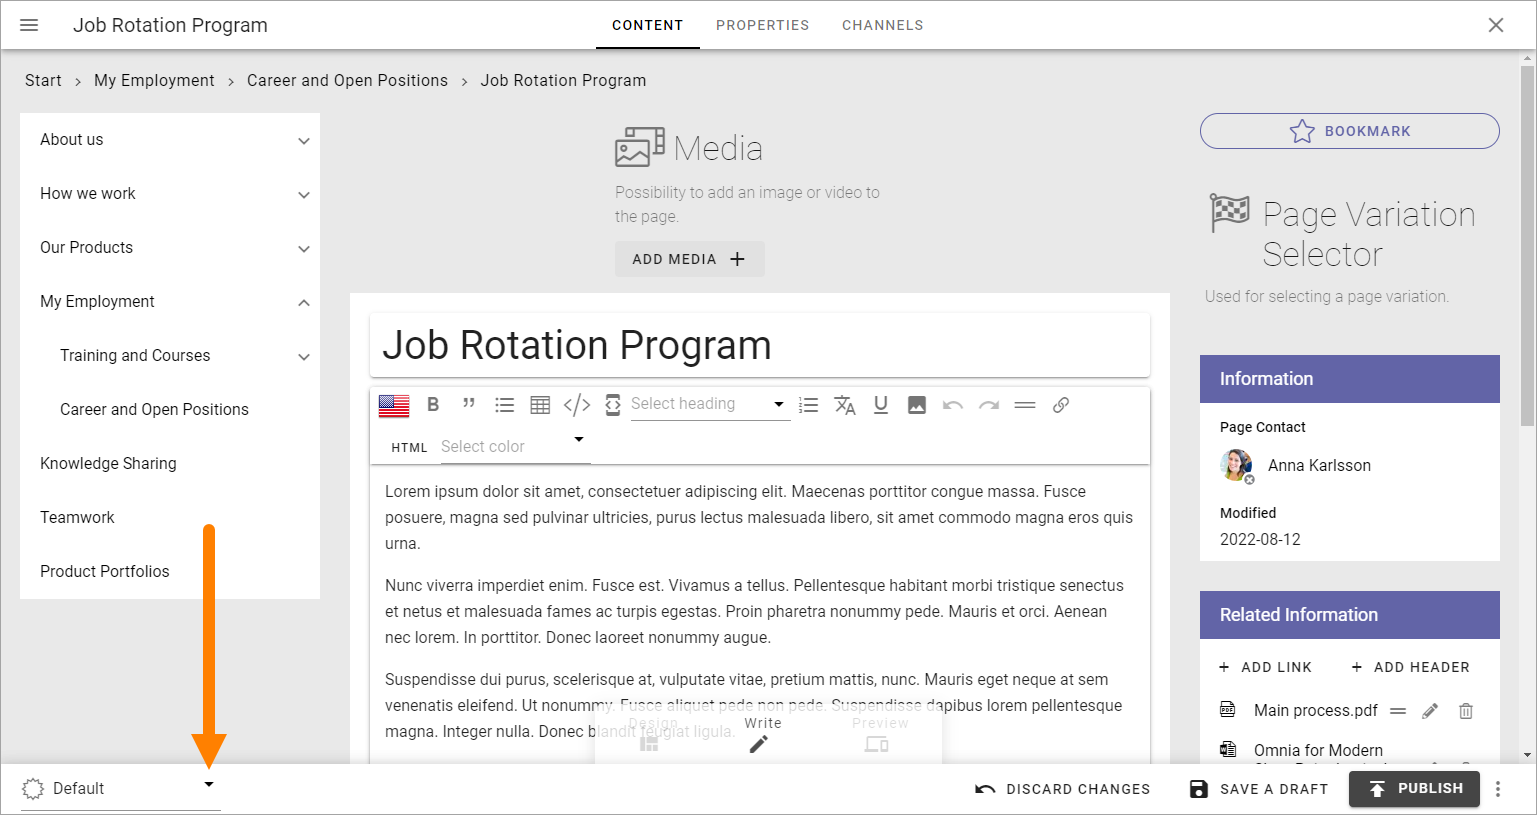 Job Rotation Program
CONTENT PROPERTIES CHANNELS
Start > My Employment > Career and Open Positions > Job Rotation Program
About us
How we work
Our Products
My Employment
Training and Courses
Career and Open Positions
Knowledge Sharing
Teamwork
Product Portfolios
Media
Possibility to add an image or video to
the page.
ADD MEDIA +
Job Rotation Program
B ” </> Select heading U
HTML Select color
Lorem ipsum dolor sit amet, consectetuer adipiscing elit. Maecenas porttitor congue massa. Fusce
posuere, magna sed pulvinar ultricies, purus lectus malesuada libero, sit amet commodo magna eros quis
urna.
Nunc viverra imperdiet enim. Fusce est. Vivamus a tellus. Pellentesque habitant morbi tristique senectus
et netus et malesuada fames ac turpis egestas. Proin pharetra nonummy pede. Mauris et orci. Aenean
nec lorem. In porttitor. Donec laoreet nonummy augue.
Suspendisse dui purus, scelerisque at, vulputate vitae, pretium mattis, nunc. Mauris eget neque at sem
venenatis eleifend. Ut nonummy. Fusce aliquet pede non pede. Suspendisse dapibus lorem pellentesque
magna. Integer nulla. Donec blandit feugiat ligula.
Design Write Preview
BOOKMARK
Page Variation
Selector
Used for selecting a page variation.
Information
Page Contact
Anna Karlsson
Modified
2022-08-12
Related Information
+ ADD LINK + ADD HEADER
PDF Main process.pdf
Omnia for Modern
Default
DISCARD CHANGES SAVE A DRAFT PUBLISH